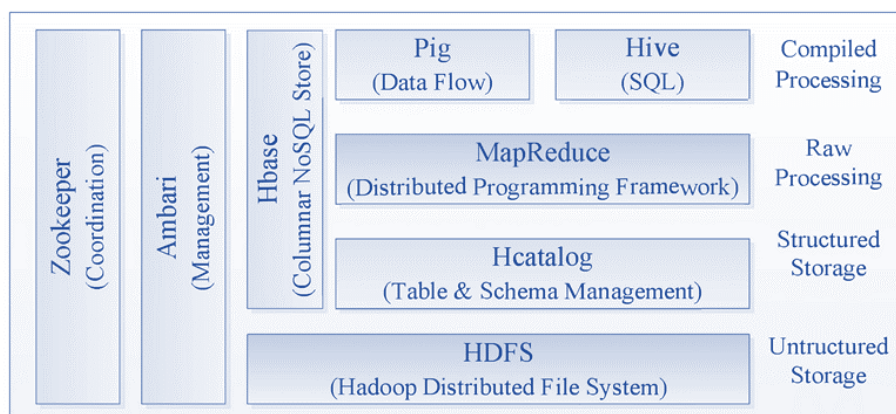 Zookeeper
(Coordination)
Ambari
(Management)
Hbase
(Columnar NoSQL Store)
Pig
(Data Flow)
Hive
(SQL)
Compiled
Processing
MapReduce
(Distributed Programming Framework)
Raw
Processing
Hcatalog
(Table & Schema Management)
Structured
Storage
HDFS
(Hadoop Distributed File System)
Untructured
Storage